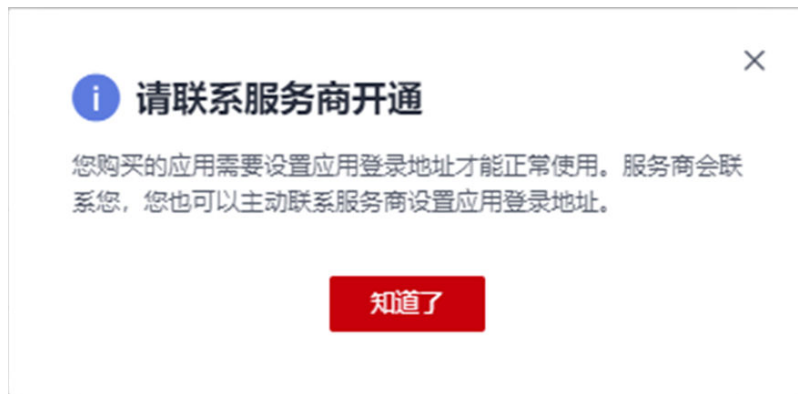 请联系服务商开通
您购买的应用需要设置应用登录地址才能正常使用。服务商会联
系您，您也可以主动联系服务商设置应用登录地址。
知道了